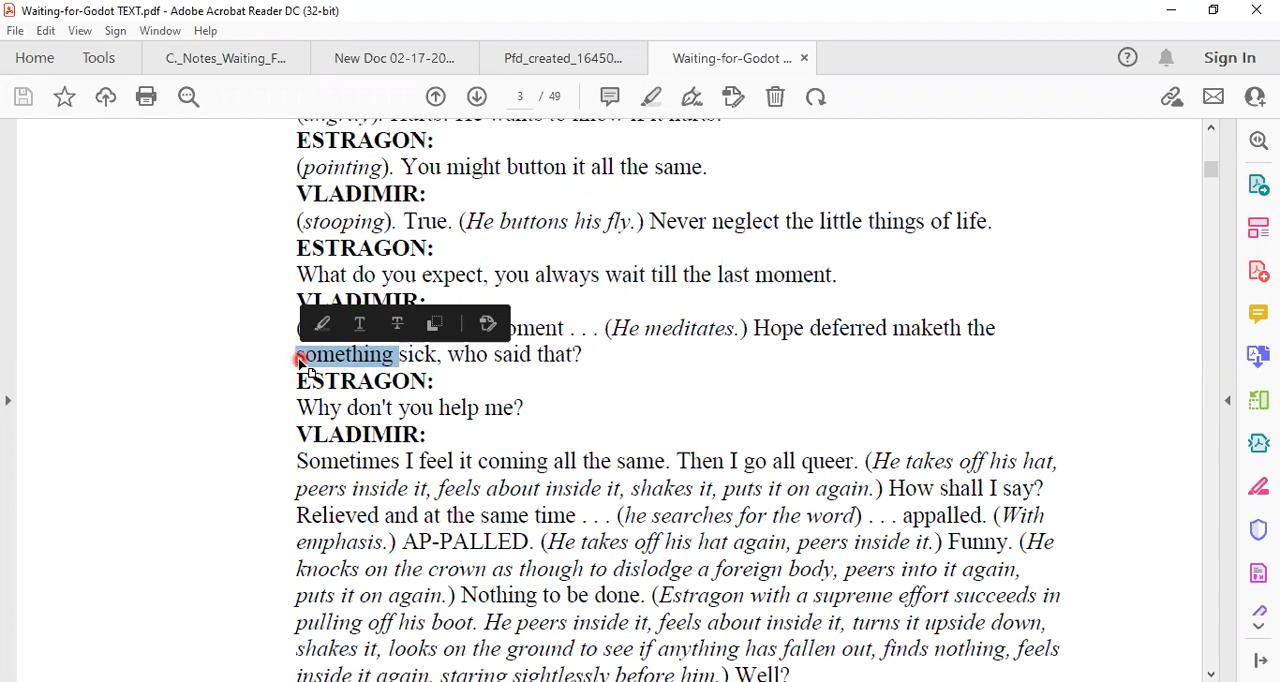 Waiting-for-Godot TEXT.pdf - Adobe Acrobat Reader DC (32-bit)
File Edit View Sign Window Help
Home Tools C._Notes_Waiting_F... New Doc 02-17-20... Pfd_created_16450... Waiting-for-Godot ... Sign In
3 / 49
ESTRAGON:
(pointing). You might button it all the same.
VLADIMIR:
(stooping). True. (He buttons his fly.) Never neglect the little things of life.
ESTRAGON:
What do you expect, you always wait till the last moment.
VLADIMIR:
oment . . . (He meditates.) Hope deferred maketh the
something sick, who said that?
ESTRAGON:
Why don't you help me?
VLADIMIR:
Sometimes I feel it coming all the same. Then I go all queer. (He takes off his hat,
peers inside it, feels about inside it, shakes it, puts it on again.) How shall I say?
Relieved and at the same time . . . (he searches for the word) . . . appalled. (With
emphasis.) AP-PALLED. (He takes off his hat again, peers inside it.) Funny. (He
knocks on the crown as though to dislodge a foreign body, peers into it again,
puts it on again.) Nothing to be done. (Estragon with a supreme effort succeeds in
pulling off his boot. He peers inside it, feels about inside it, turns it upside down,
shakes it, looks on the ground to see if anything has fallen out, finds nothing, feels
inside it again, staring sightlessly before him.) Well?